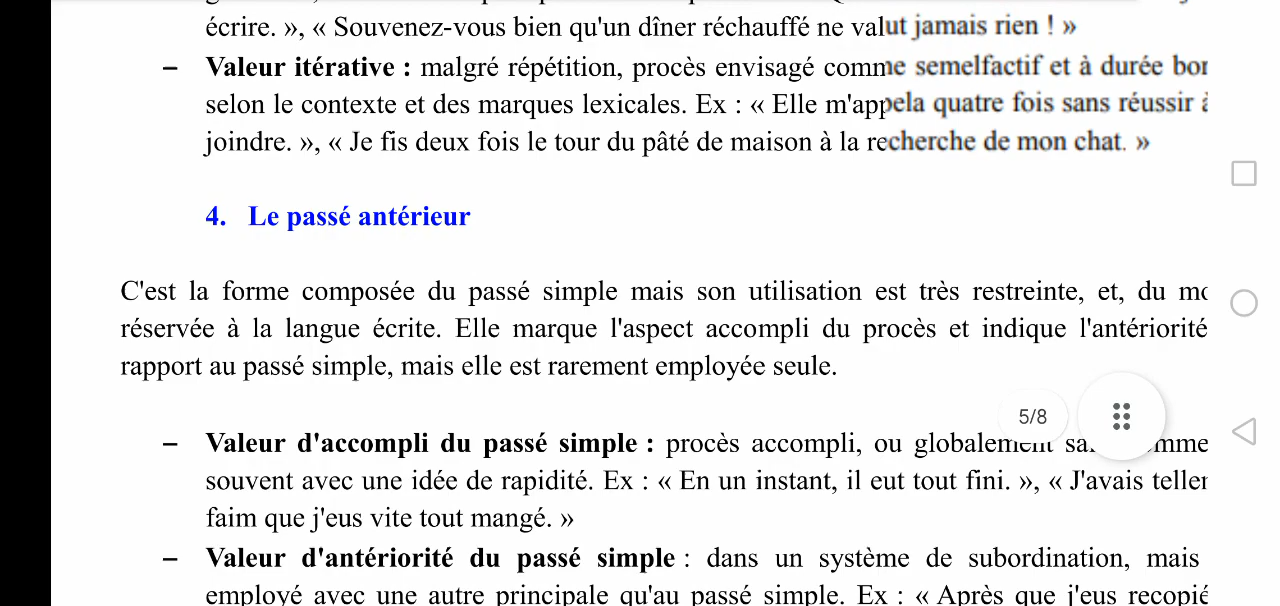 écrire. », « Souvenez-vous bien qu'un dîner réchauffé ne valut jamais rien ! »
– Valeur itérative : malgré répétition, procès envisagé comme semelfactif et à durée bor
selon le contexte et des marques lexicales. Ex : « Elle m'appela quatre fois sans réussir à
joindre. », « Je fis deux fois le tour du pâté de maison à la recherche de mon chat. »
4. Le passé antérieur
C'est la forme composée du passé simple mais son utilisation est très restreinte, et, du mo
réservée à la langue écrite. Elle marque l'aspect accompli du procès et indique l'antériorité
rapport au passé simple, mais elle est rarement employée seule.
5/8
– Valeur d'accompli du passé simple : procès accompli, ou globalement
souvent avec une idée de rapidité. Ex : « En un instant, il eut tout fini. », « J'avais teller
faim que j'eus vite tout mangé. »
– Valeur d'antériorité du passé simple : dans un système de subordination, mais
employé avec une autre principale qu'au passé simple. Ex : « Après que j'eus recopié